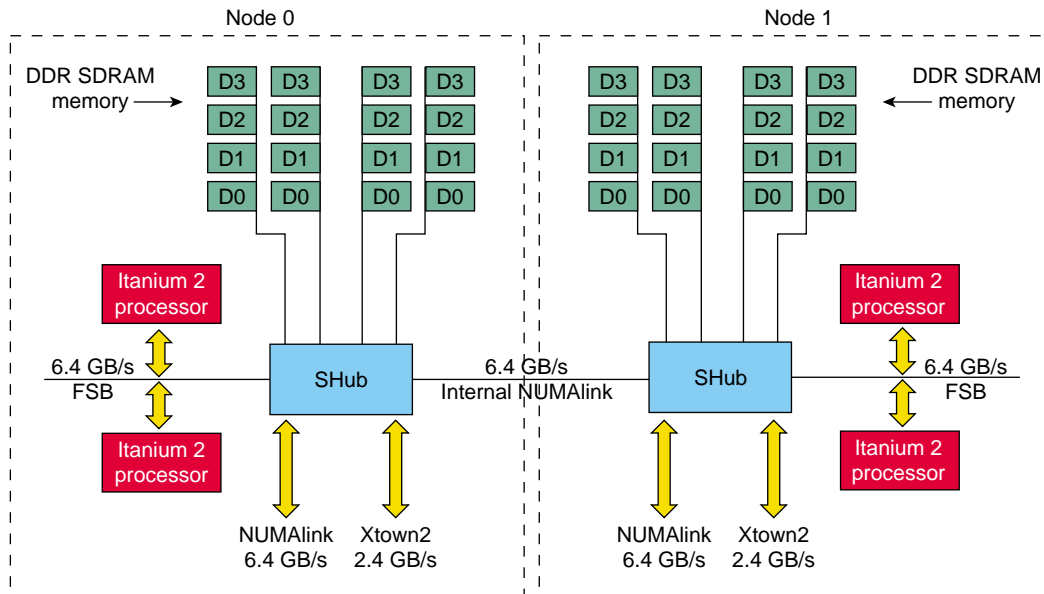 Node 0
Node 1
DDR SDRAM
memory
D3 D3 D3 D3
D2 D2 D2 D2
D1 D1 D1 D1
D0 D0 D0 D0
D3 D3 D3 D3
D2 D2 D2 D2
D1 D1 D1 D1
D0 D0 D0 D0
DDR SDRAM
memory
Itanium 2
processor
6.4 GB/s
FSB
Itanium 2
processor
SHub
6.4 GB/s
Internal NUMAlink
SHub
Itanium 2
processor
6.4 GB/s
FSB
Itanium 2
processor
NUMAlink
6.4 GB/s
Xtown2
2.4 GB/s
NUMAlink
6.4 GB/s
Xtown2
2.4 GB/s